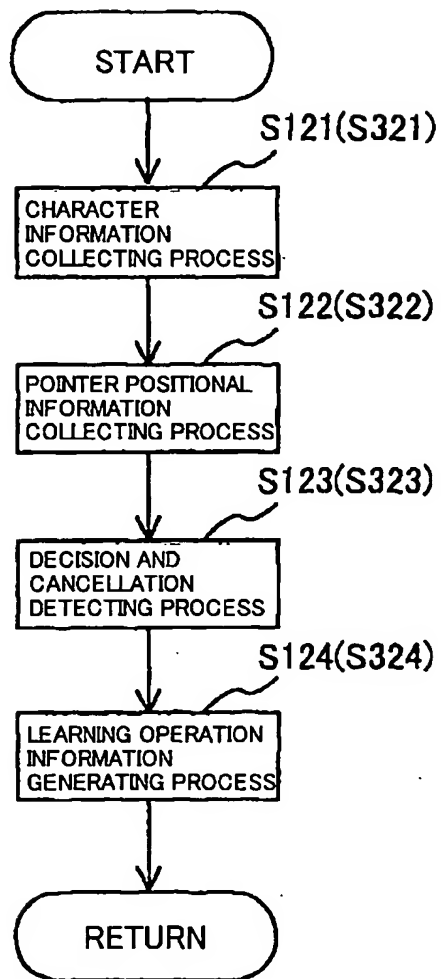 START
S121(S321)
CHARACTER
INFORMATION
COLLECTING PROCESS
S122(S322)
POINTER POSITIONAL
INFORMATION
COLLECTING PROCESS
S123(S323)
DECISION AND
CANCELLATION
DETECTING PROCESS
S124(S324)
LEARNING OPERATION
INFORMATION
GENERATING PROCESS
RETURN